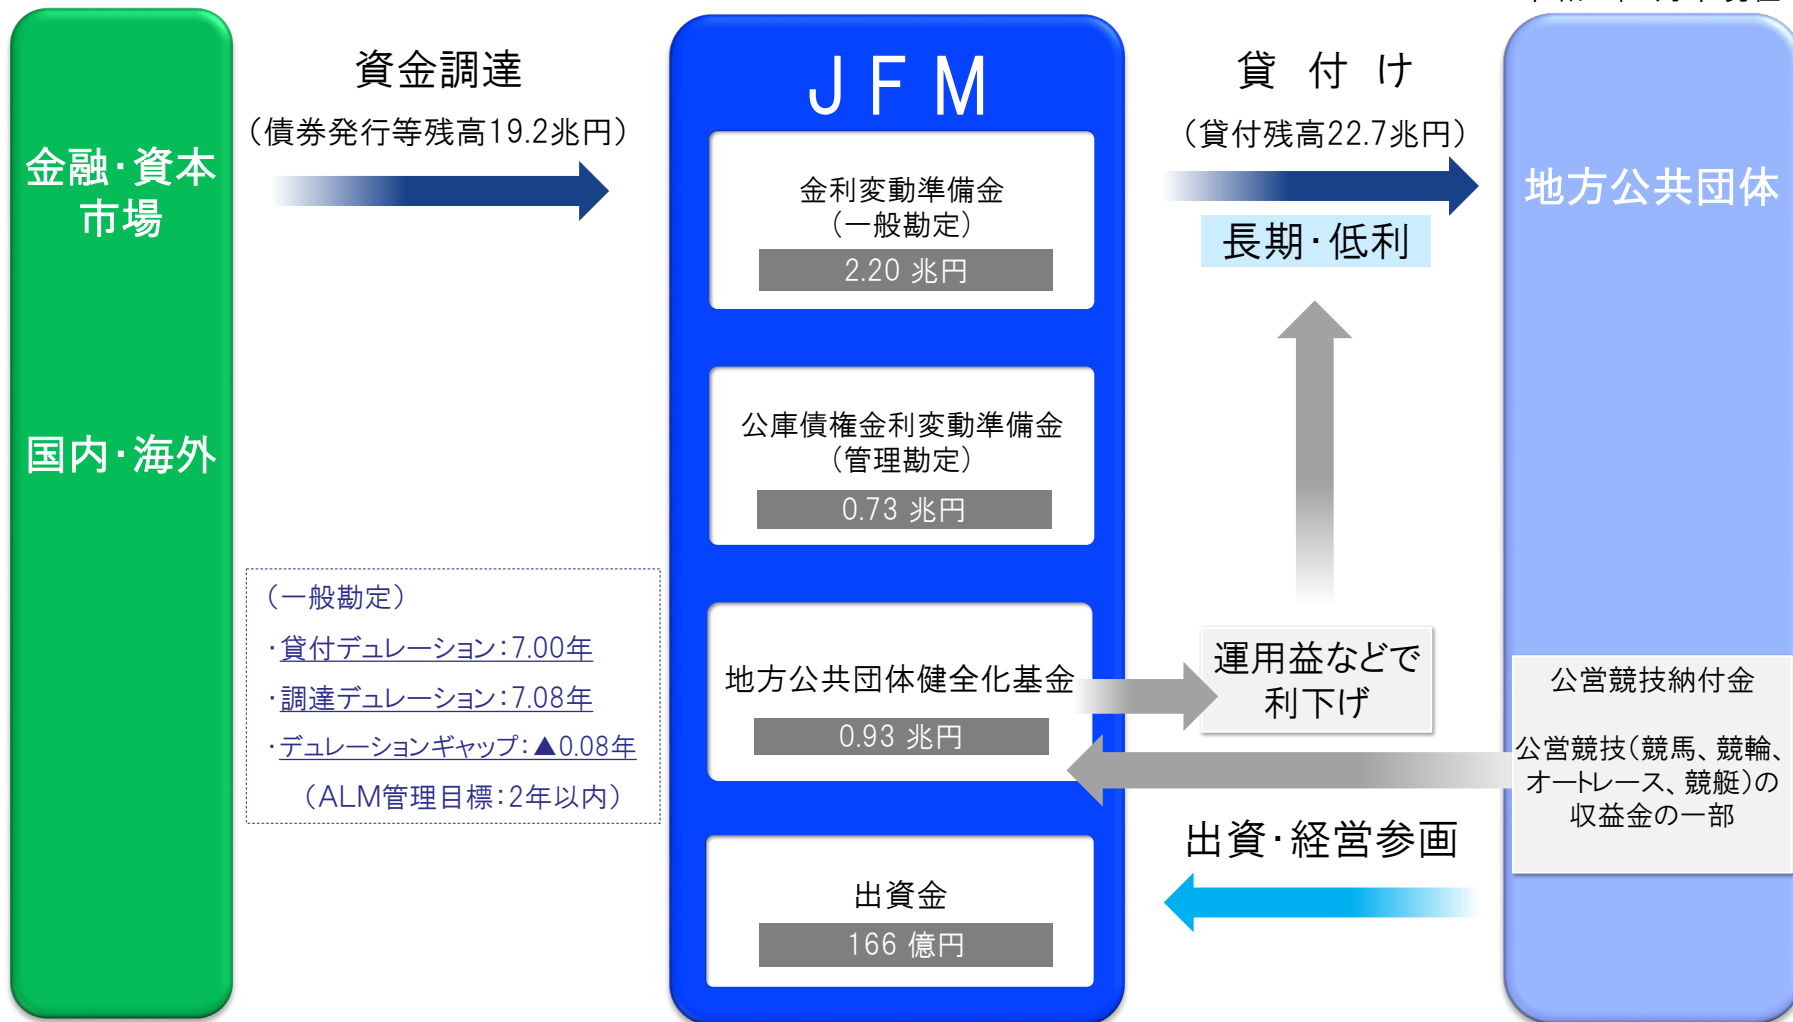 金融・資本
市場
国内・海外
資金調達
（債券発行等残高19.2兆円）
（一般勘定）
・貸付デュレーション：7.00年
・調達デュレーション：7.08年
・デュレーションギャップ：▲0.08年
（ALM管理目標：2年以内）
JFM
金利変動準備金
（一般勘定）
2.20 兆円
公庫債権金利変動準備金
（管理勘定）
0.73 兆円
地方公共団体健全化基金
0.93 兆円
出資金
166 億円
貸 付 け
（貸付残高22.7兆円）
長期・低利
運用益などで
利下げ
出資・経営参画
地方公共団体
公営競技納付金
公営競技（競馬、競輪、
オートレース、競艇）の
収益金の一部